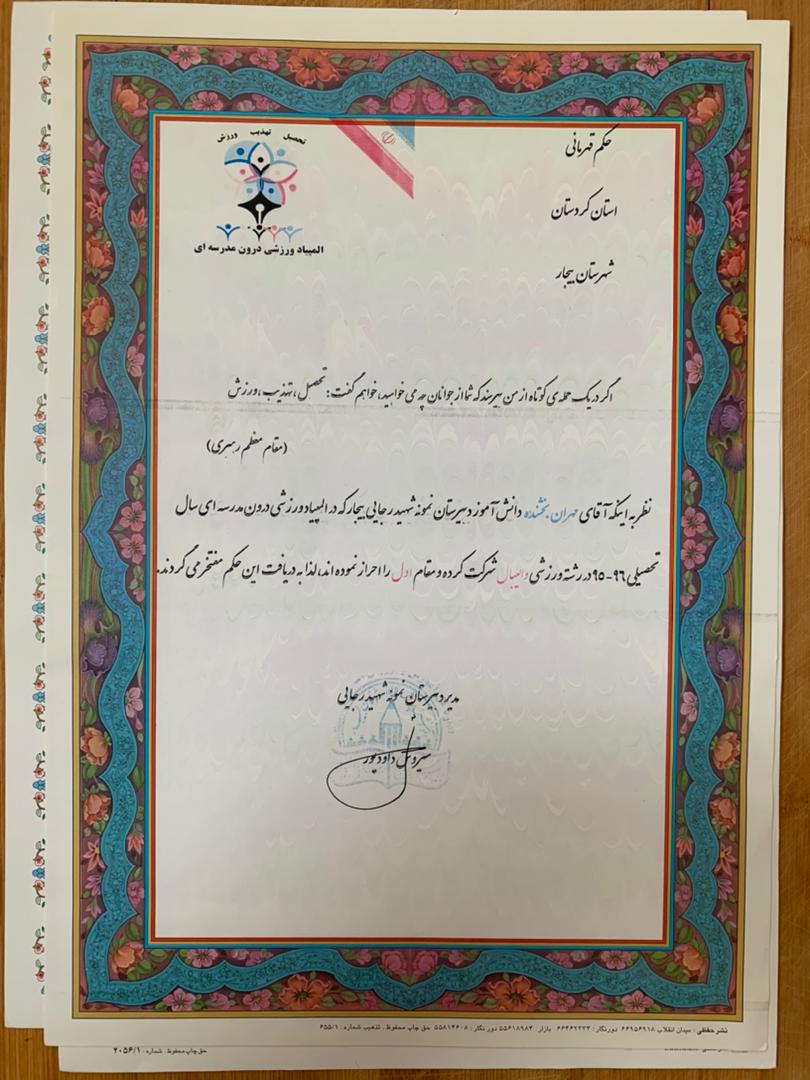 حکم قهرمانی
استان کردستان
شهرستان بیجار
تحصیل تهذیب ورزش
المپیاد ورزشی درون مدرسه ای
اگر در یک جمله ی کوتاه از من بپرسند که شما از جوانان چه می خواهید، خواهم گفت: تحصیل ، تهذیب ، ورزش
(مقام معظم رهبری)
نظر به اینکه آقای مهران بخشنده دانش آموز دبیرستان نمونه شهید رجایی بیجار که در المپیاد ورزشی درون مدرسه ای سال
تحصیلی ۹۶-۹۵ در رشته ورزشی والیبال شرکت کرده و مقام اول را احراز نموده اند، لذا به دریافت این حکم مفتخر می گردند.
مدیر دبیرستان نمونه شهید رجایی
سیروس داودپور
نشر حفظی : میدان انقلاب ۶۶۹۵۶۹۱۸ دورنگار: ۶۶۴۶۲۲۳۴ بازار: ۵۵۶۱۸۹۸۴ دورنگار: ۵۵۸۱۴۶۰۸ حق چاپ محفوظ . تذهیب شماره : ۶۵۵/۱
حق چاپ محفوظ . شماره : ۲۰۵۶/۱